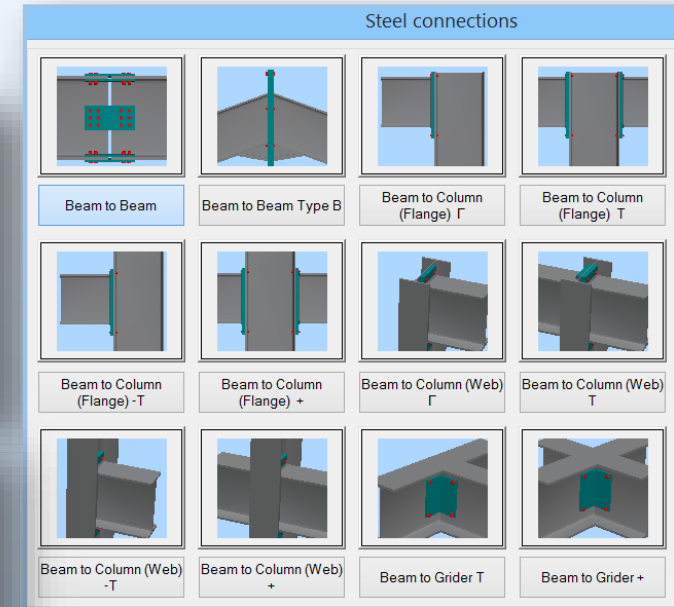 Steel connections
Beam to Beam
Beam to Beam Type B
Beam to Column
(Flange) Γ
Beam to Column
(Flange) T
Beam to Column
(Flange) -T
Beam to Column
(Flange) +
Beam to Column (Web)
Γ
Beam to Column (Web)
T
Beam to Column (Web)
-T
Beam to Column (Web)
+
Beam to Grider T
Beam to Grider +